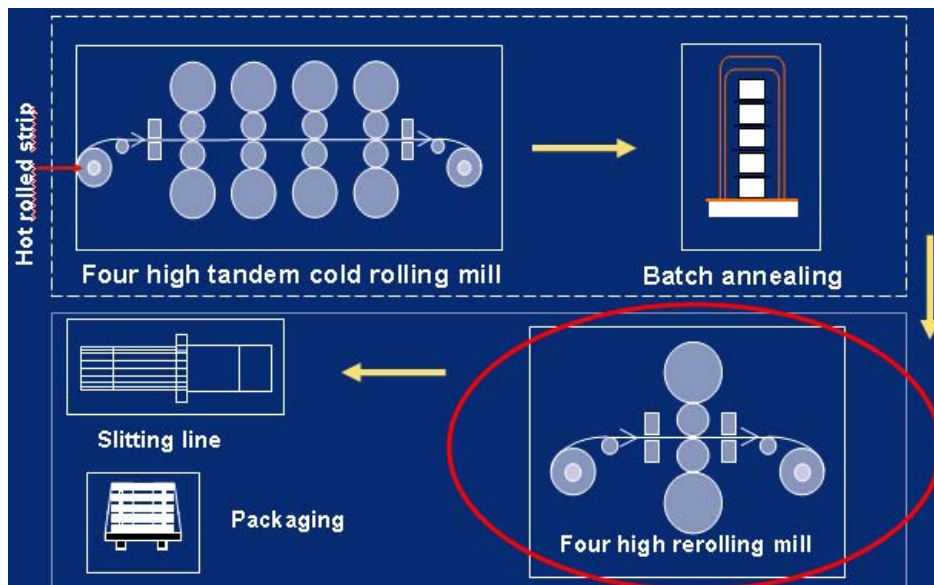 Hot rolled strip
Four high tandem cold rolling mill
Batch annealing
Slitting line
Packaging
Four high rerolling mill